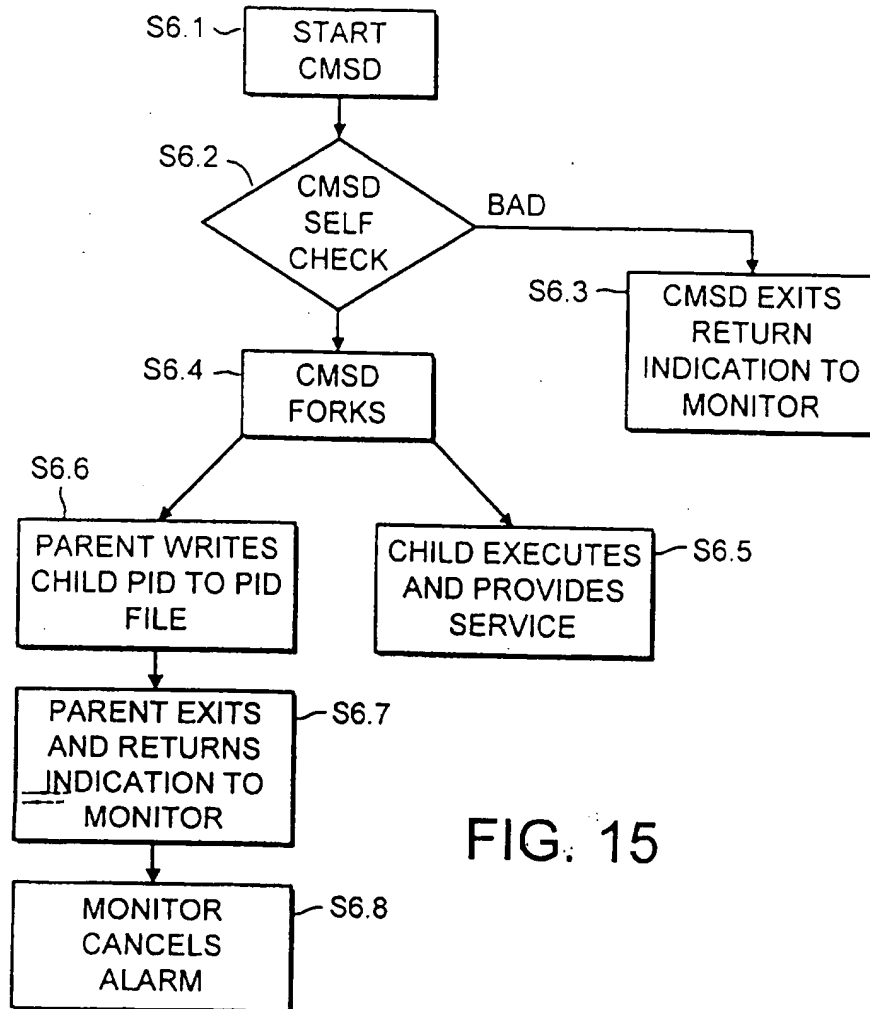 S6.1
START
CMSD
S6.2
CMSD
SELF
CHECK
BAD
S6.3
CMSD EXITS
RETURN
INDICATION TO
MONITOR
S6.4
CMSD
FORKS
S6.6
PARENT WRITES
CHILD PID TO PID
FILE
CHILD EXECUTES
AND PROVIDES
SERVICE
S6.5
PARENT EXITS
AND RETURNS
INDICATION TO
MONITOR
S6.7
FIG. 15
MONITOR
CANCELS
ALARM
S6.8